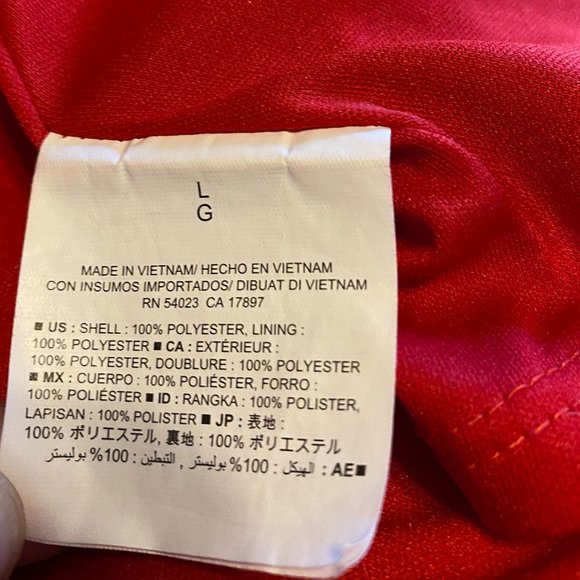 L
G
MADE IN VIETNAM/ HECHO EN VIETNAM
CON INSUMOS IMPORTADOS/ DIBUAT DI VIETNAM
RN 54023 CA 17897
■ US : SHELL : 100% POLYESTER, LINING :
100% POLYESTER ■ CA : EXTÉRIEUR :
100% POLYESTER, DOUBLURE : 100% POLYESTER
■ MX : CUERPO : 100% POLIÉSTER, FORRO :
100% POLIÉSTER ■ ID : RANGKA : 100% POLISTER,
LAPISAN : 100% POLISTER ■ JP : 表地 :
100% ポリエステル, 裏地 : 100% ポリエステル
■AE : الهيكل : 100% بوليستر , التبطين : 100% بوليستر